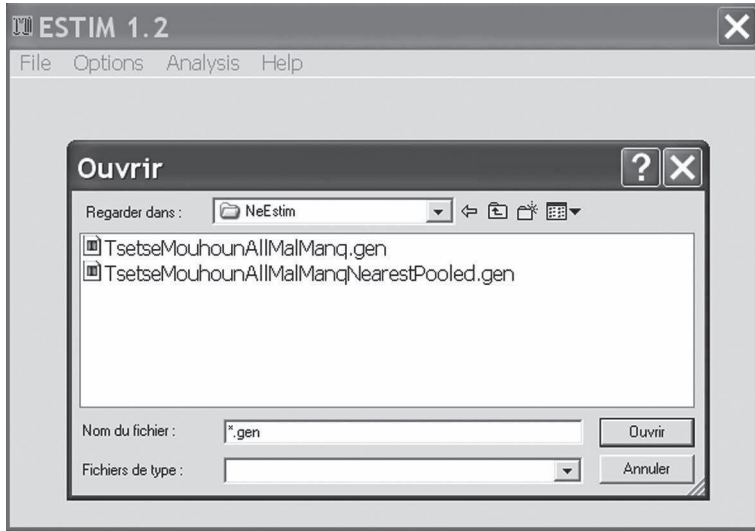 ESTIM 1.2
File Options Analysis Help
Ouvrir
Regarder dans : NeEstim
TsetseMouhounAllMalManq.gen
TsetseMouhounAllMalManqNearestPooled.gen
Nom du fichier : *.gen Ouvrir
Fichiers de type : Annuler